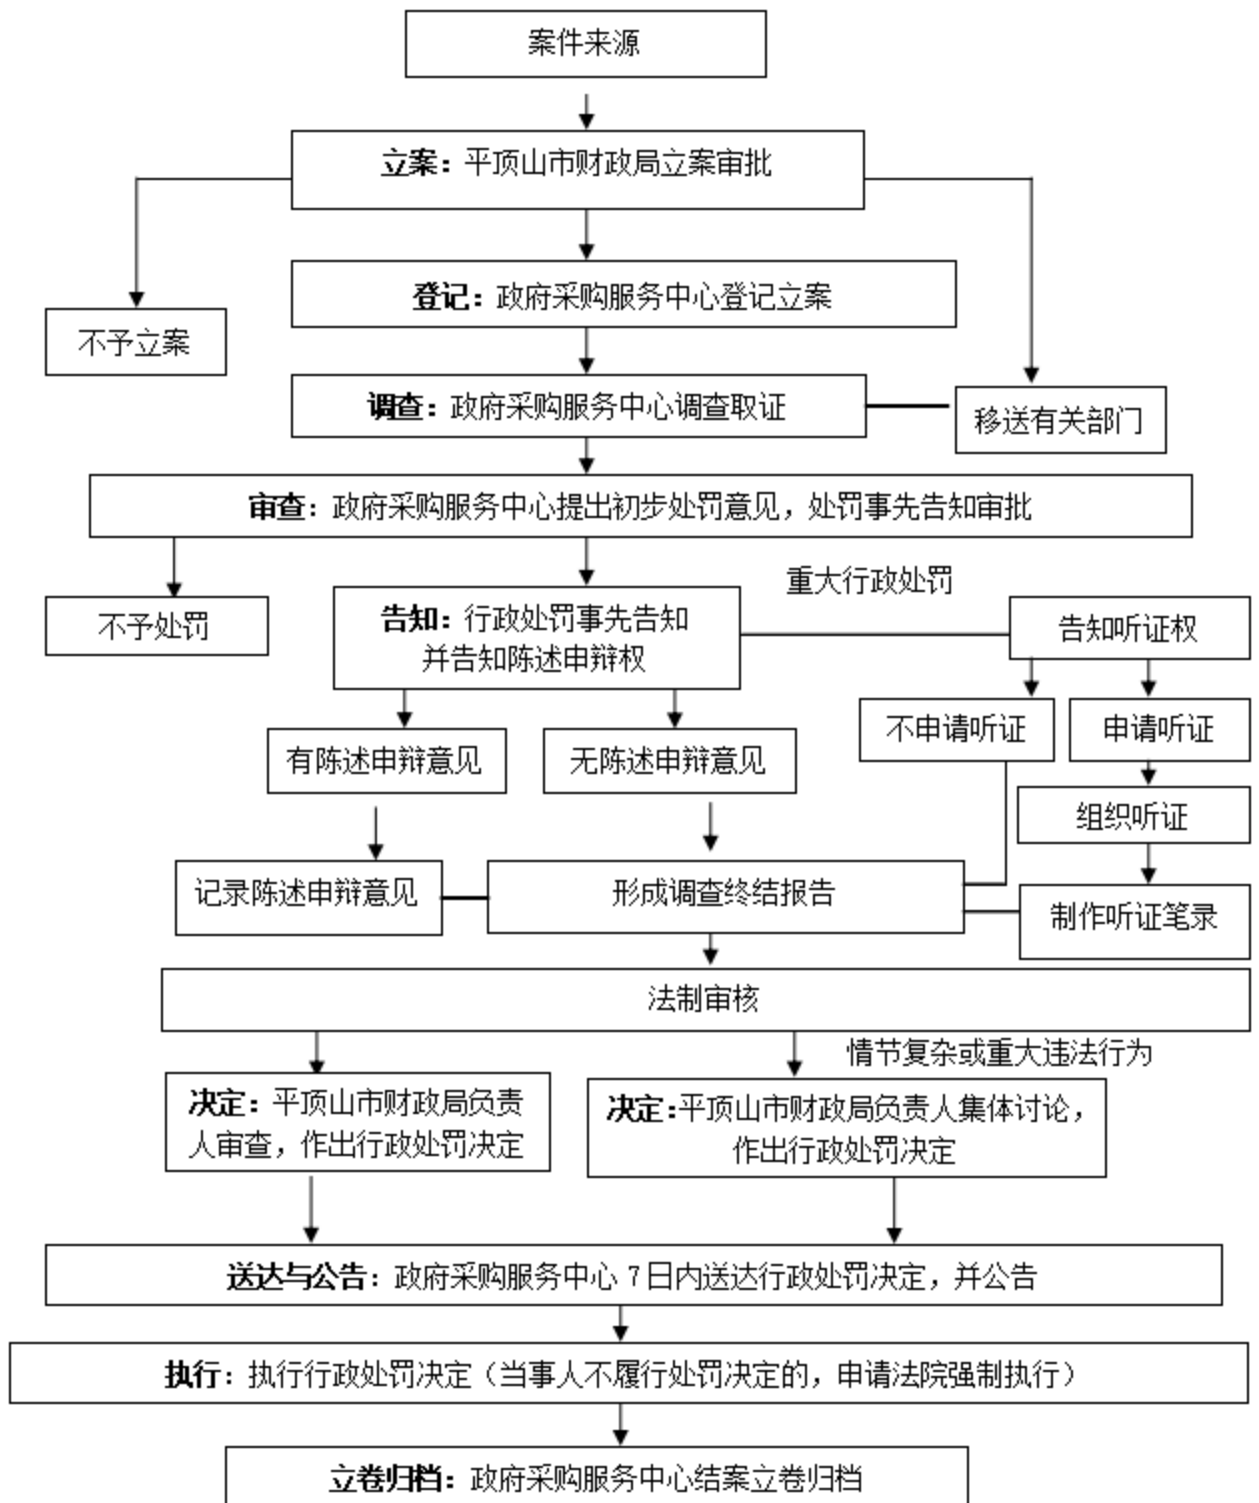 案件来源
立案：平顶山市财政局立案审批
登记：政府采购服务中心登记立案
不予立案
调查：政府采购服务中心调查取证
移送有关部门
审查：政府采购服务中心提出初步处罚意见，处罚事先告知审批
重大行政处罚
不予处罚
告知：行政处罚事先告知
并告知陈述申辩权
告知听证权
不申请听证
申请听证
有陈述申辩意见
无陈述申辩意见
组织听证
记录陈述申辩意见
形成调查终结报告
制作听证笔录
法制审核
情节复杂或重大违法行为
决定：平顶山市财政局负责
人审查，作出行政处罚决定
决定：平顶山市财政局负责人集体讨论，
作出行政处罚决定
送达与公告：政府采购服务中心 7 日内送达行政处罚决定，并公告
执行：执行行政处罚决定（当事人不履行处罚决定的，申请法院强制执行）
立卷归档：政府采购服务中心结案立卷归档